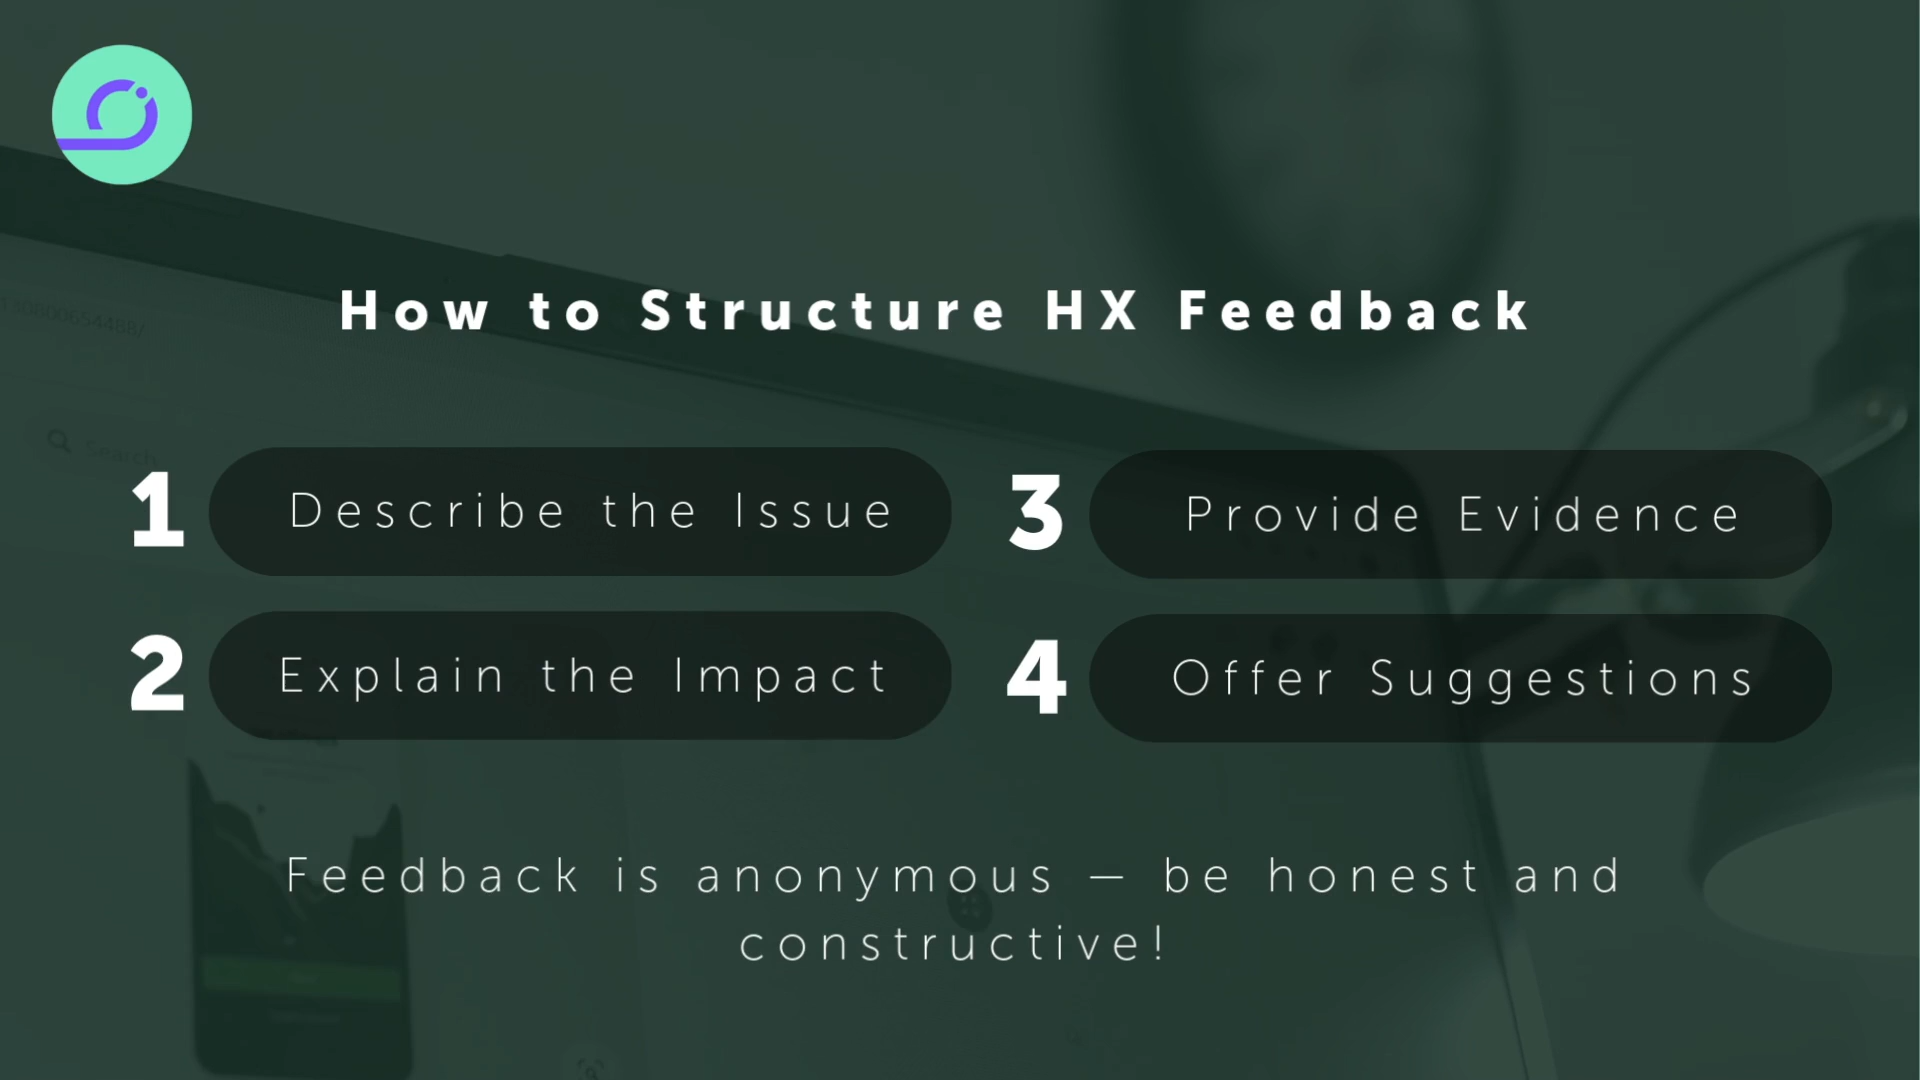 How to Structure HX Feedback
1 Describe the Issue
2 Explain the Impact
3 Provide Evidence
4 Offer Suggestions
Feedback is anonymous – be honest and
constructive!
Search